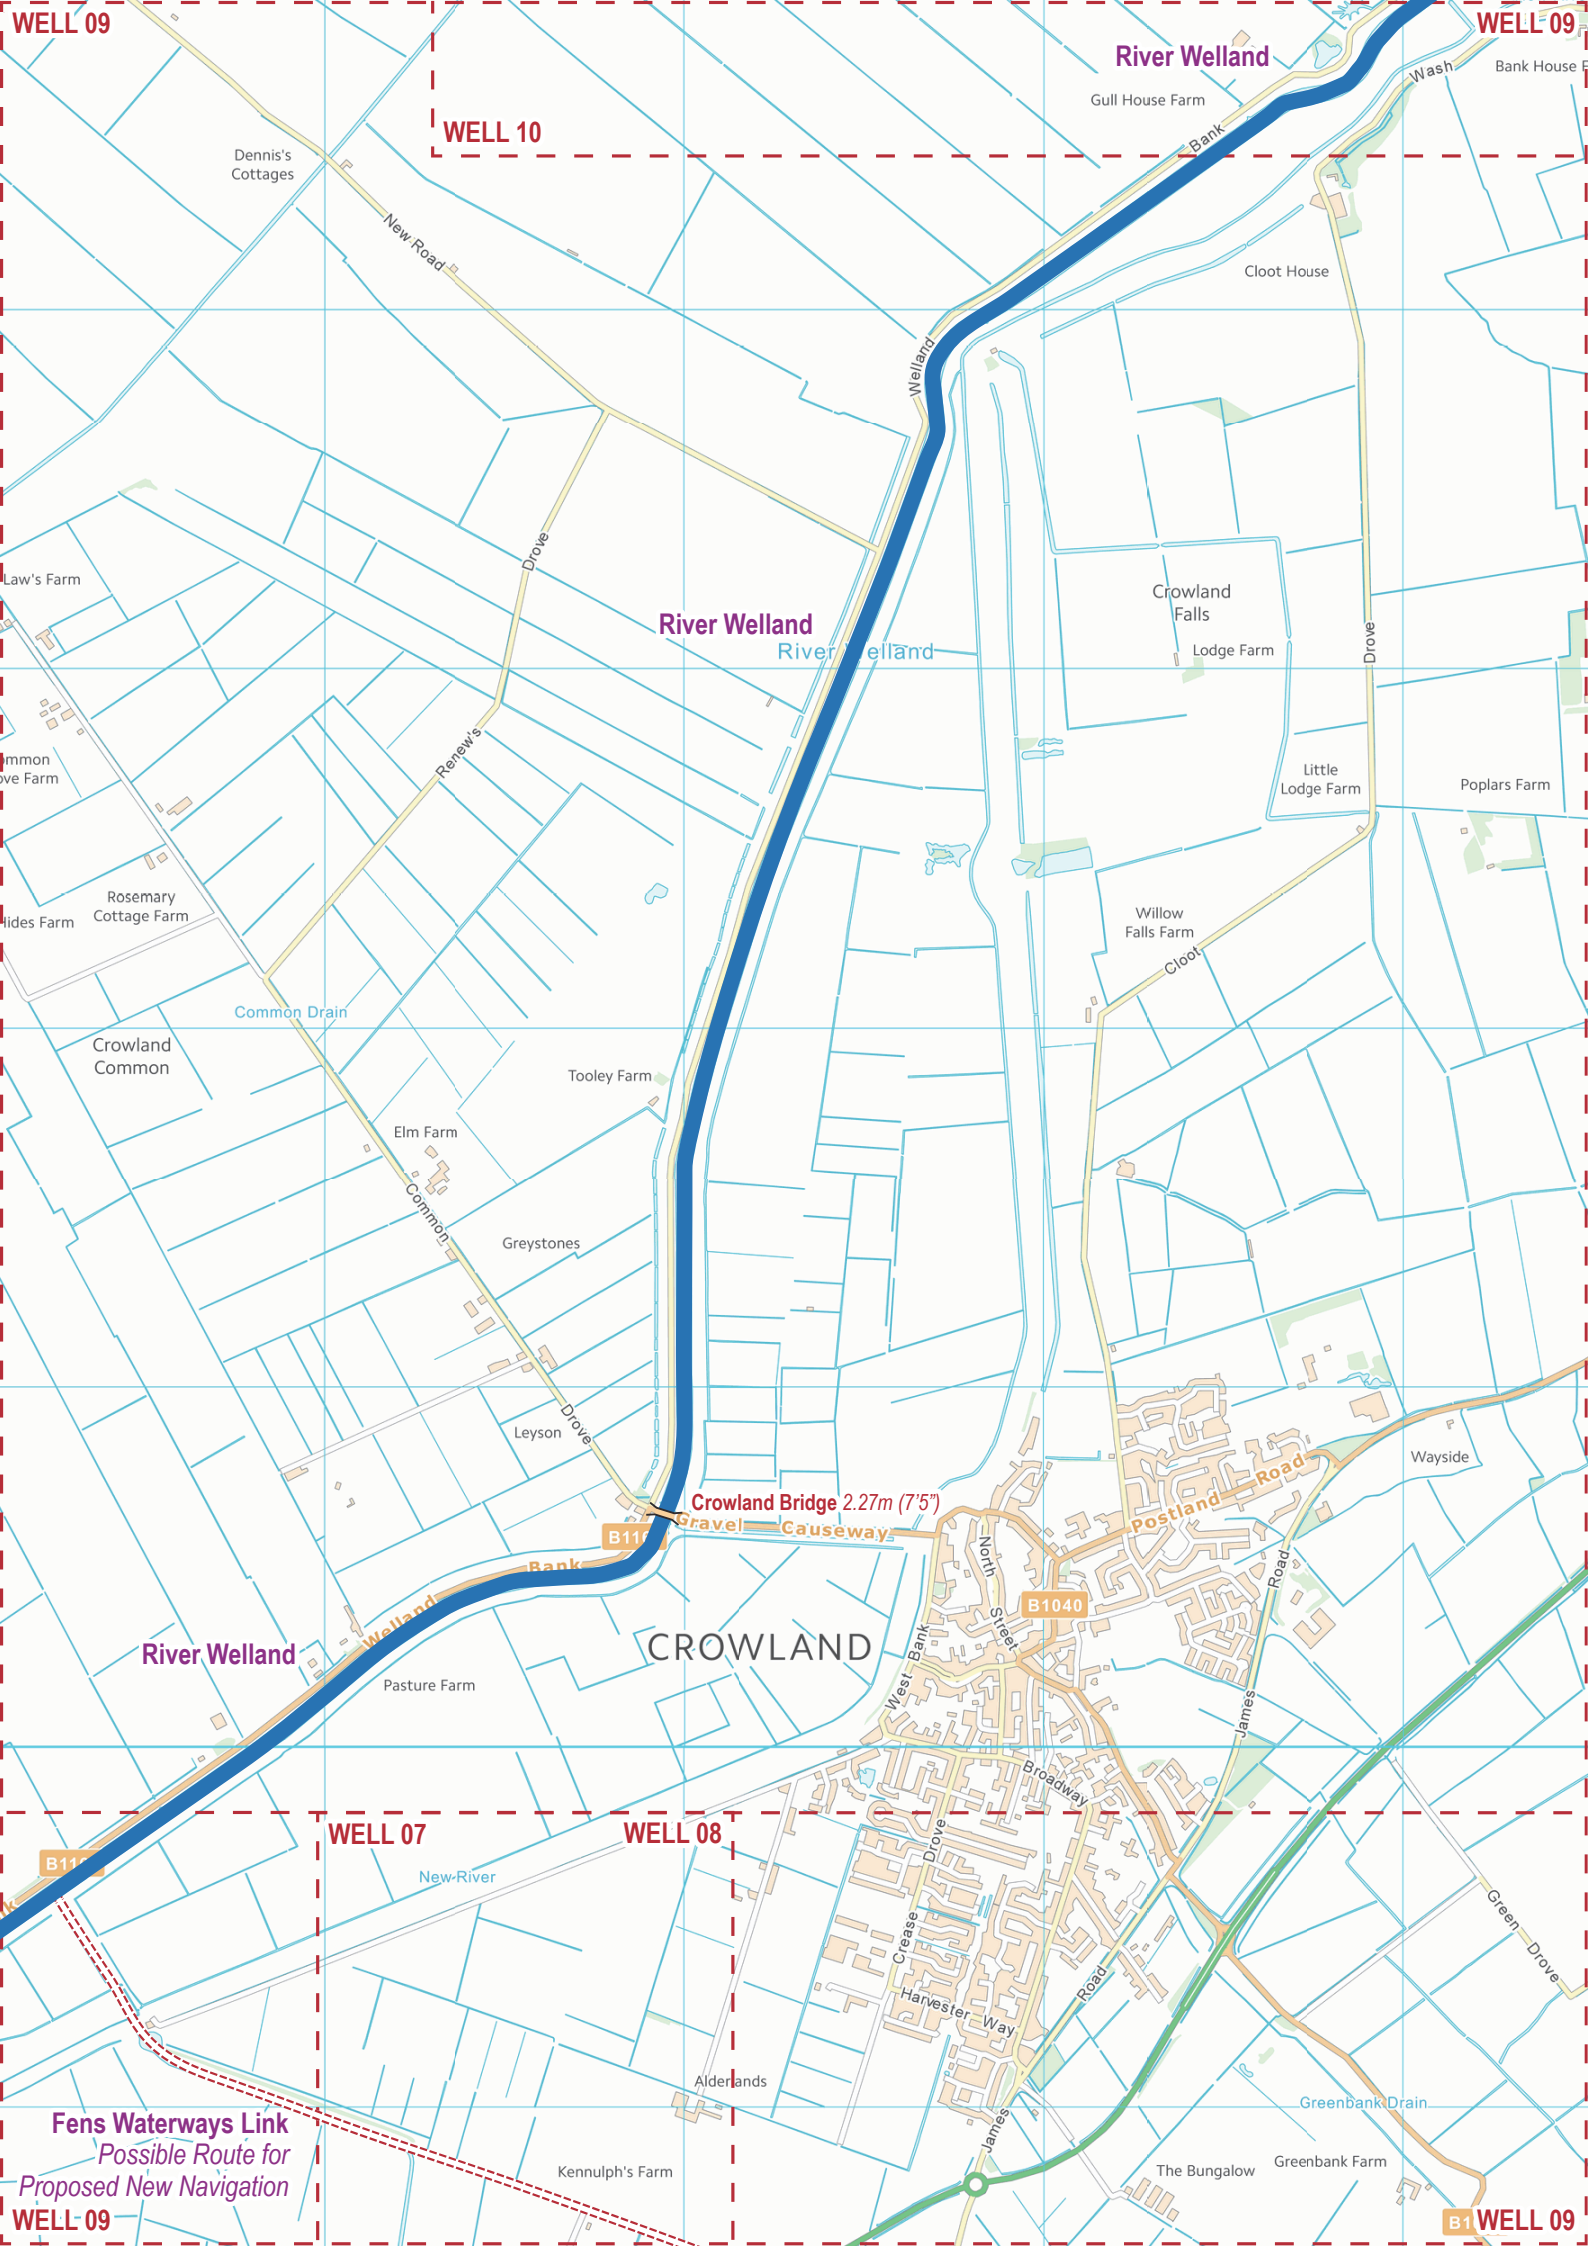 WELL 09
WELL 09
River Welland
Wash
Gull House Farm
WELL 10
Bank
Dennis's
Cottages
New Road
Cloot House
Welland
Drove
Law's Farm
Crowland
Falls
River Welland
River Welland
Lodge Farm
Drove
Renew's
Little
Lodge Farm
Poplars Farm
Rosemary
Cottage Farm
Willow
Falls Farm
Cloot
Common Drain
Crowland
Common
Tooley Farm
Elm Farm
Common
Greystones
Drove
Leyson
Wayside
Postland Road
Crowland Bridge 2.27m (7'5")
Gravel Causeway
Bank
North
Street
Road
B1040
Welland
River Welland
CROWLAND
West Bank
Pasture Farm
James
Broadway
WELL 07
WELL 08
Drove
New River
Crease
Green Drove
Road
Harvester Way
Alderlands
Greenbank Drain
Fens Waterways Link
Possible Route for
Proposed New Navigation
James
Kennulph's Farm
The Bungalow
Greenbank Farm
WELL 09
WELL 09